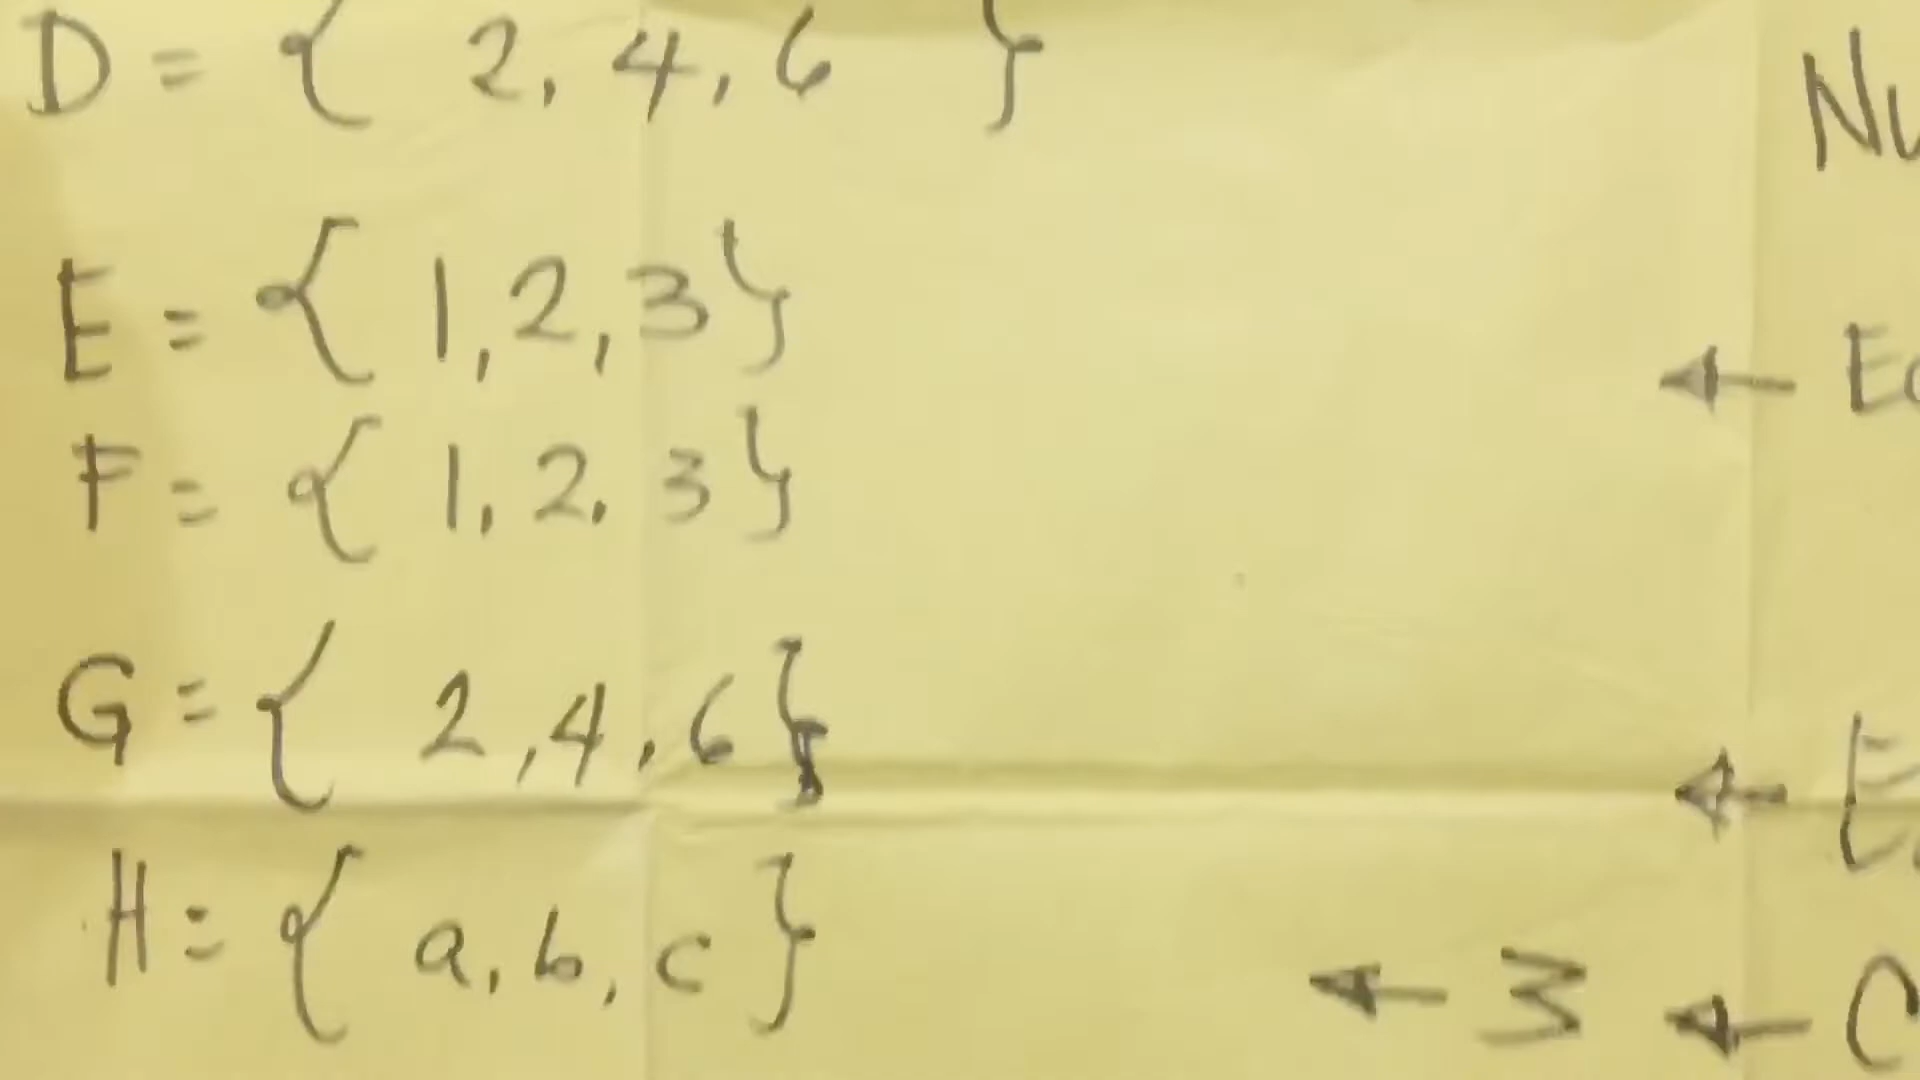 D = { 2, 4, 6 }
E = { 1, 2, 3 }
F = { 1, 2, 3 }
G = { 2, 4, 6 }
H = { a, b, c } ← 3 ←